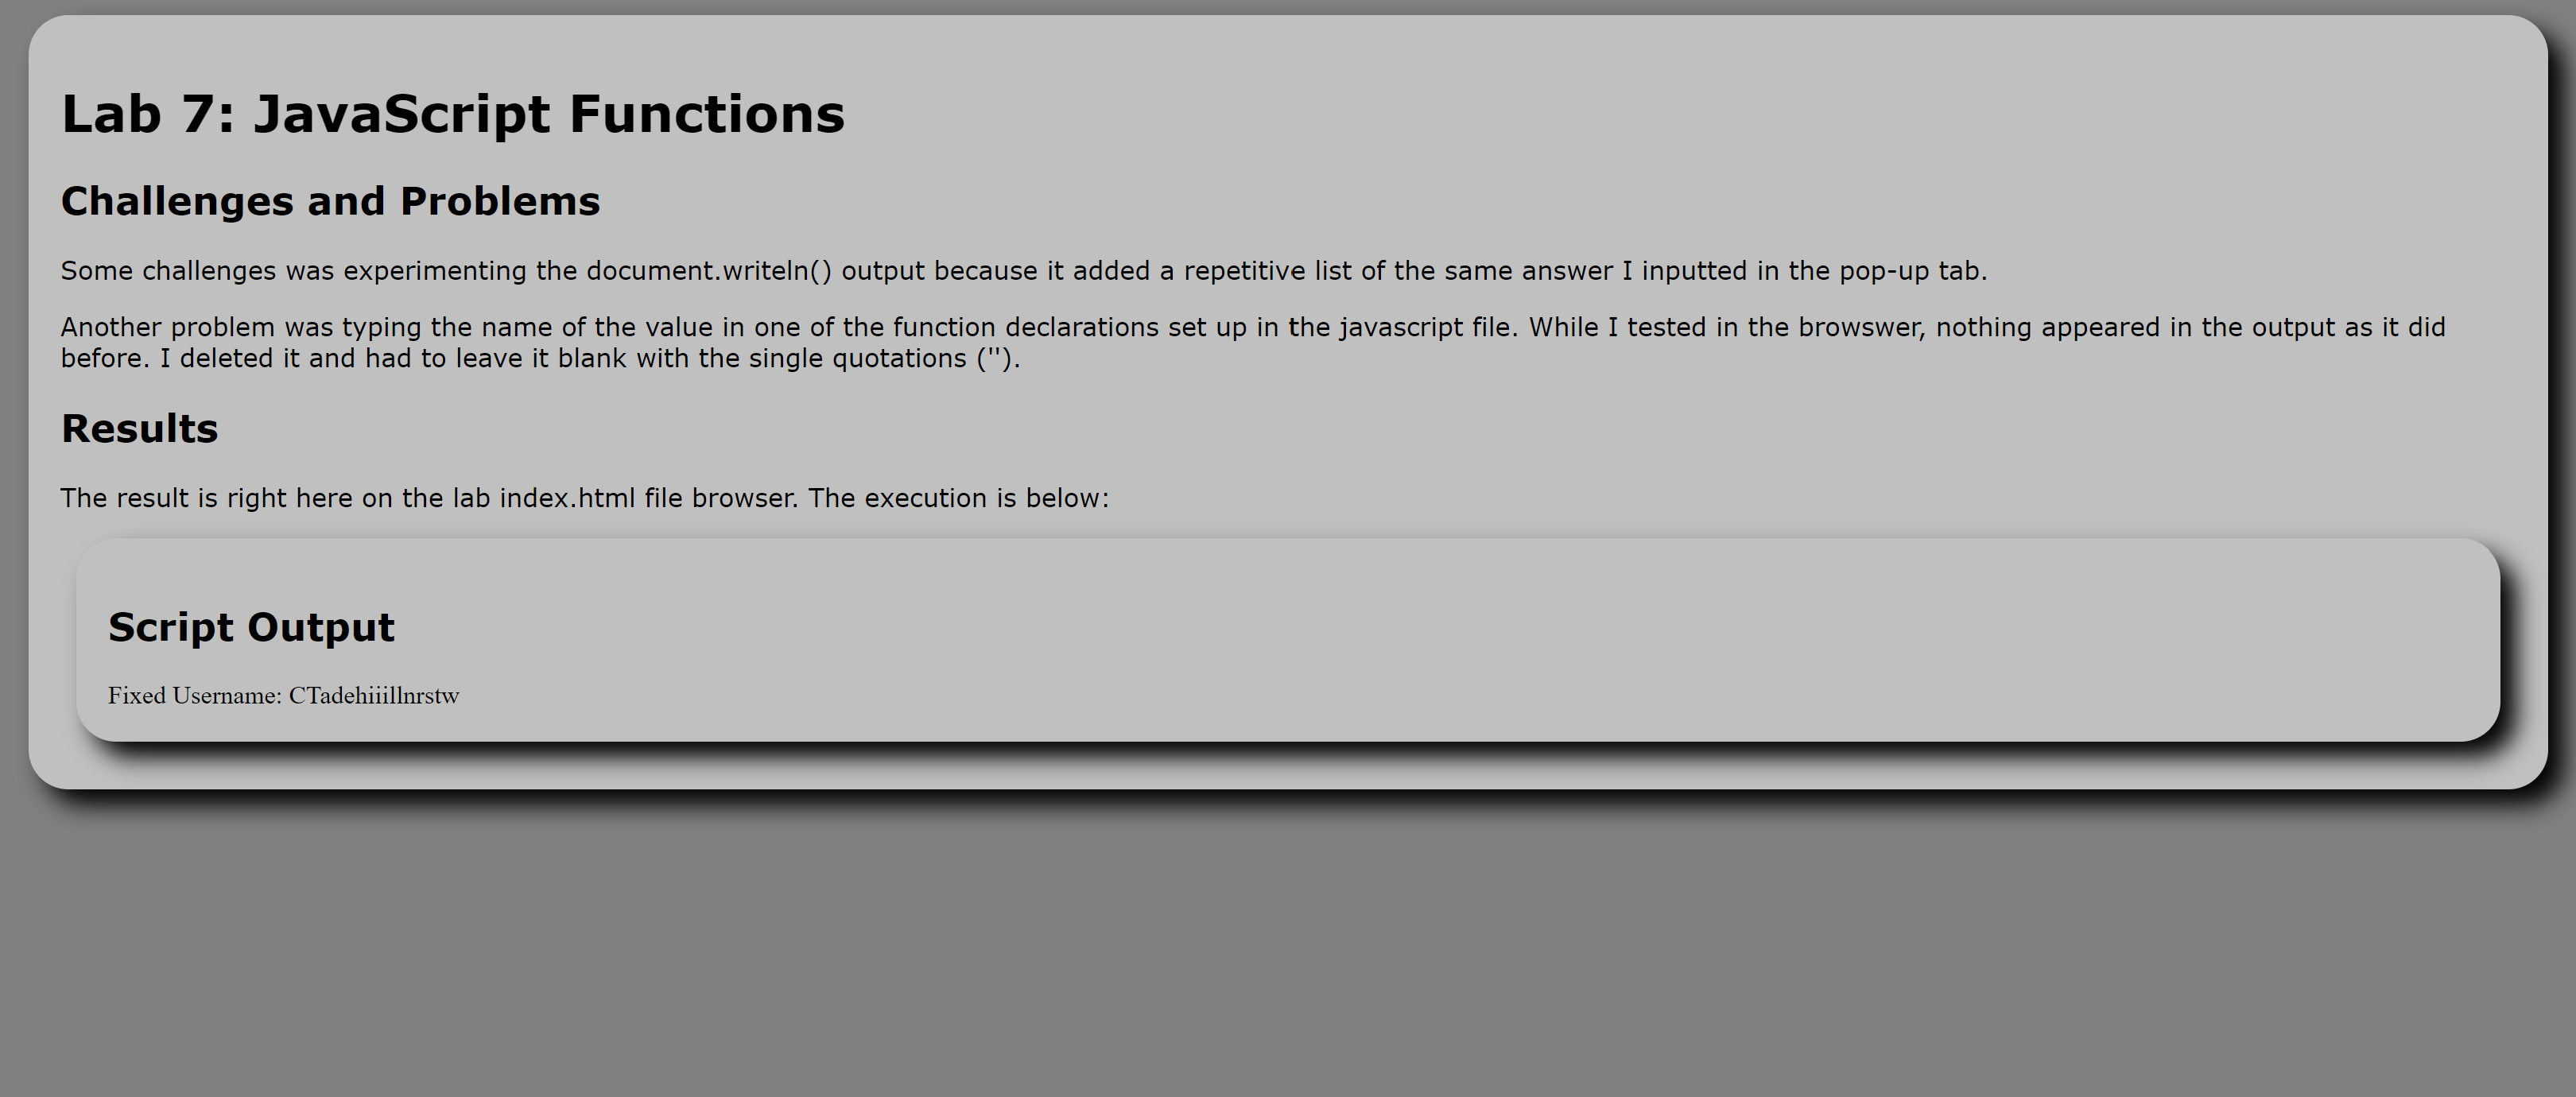 Lab 7: JavaScript Functions
Challenges and Problems
Some challenges was experimenting the document.writeln() output because it added a repetitive list of the same answer I inputted in the pop-up tab.
Another problem was typing the name of the value in one of the function declarations set up in the javascript file. While I tested in the browswer, nothing appeared in the output as it did
before. I deleted it and had to leave it blank with the single quotations ('').
Results
The result is right here on the lab index.html file browser. The execution is below:
Script Output
Fixed Username: CTadehiiillnrstw